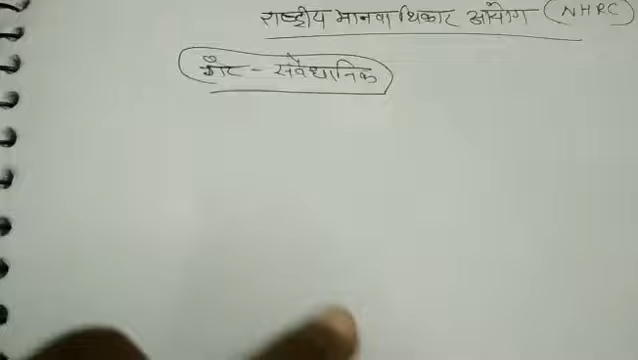 राष्ट्रीय मानवाधिकार आयोग (NHRC)
गैर - संवैधानिक